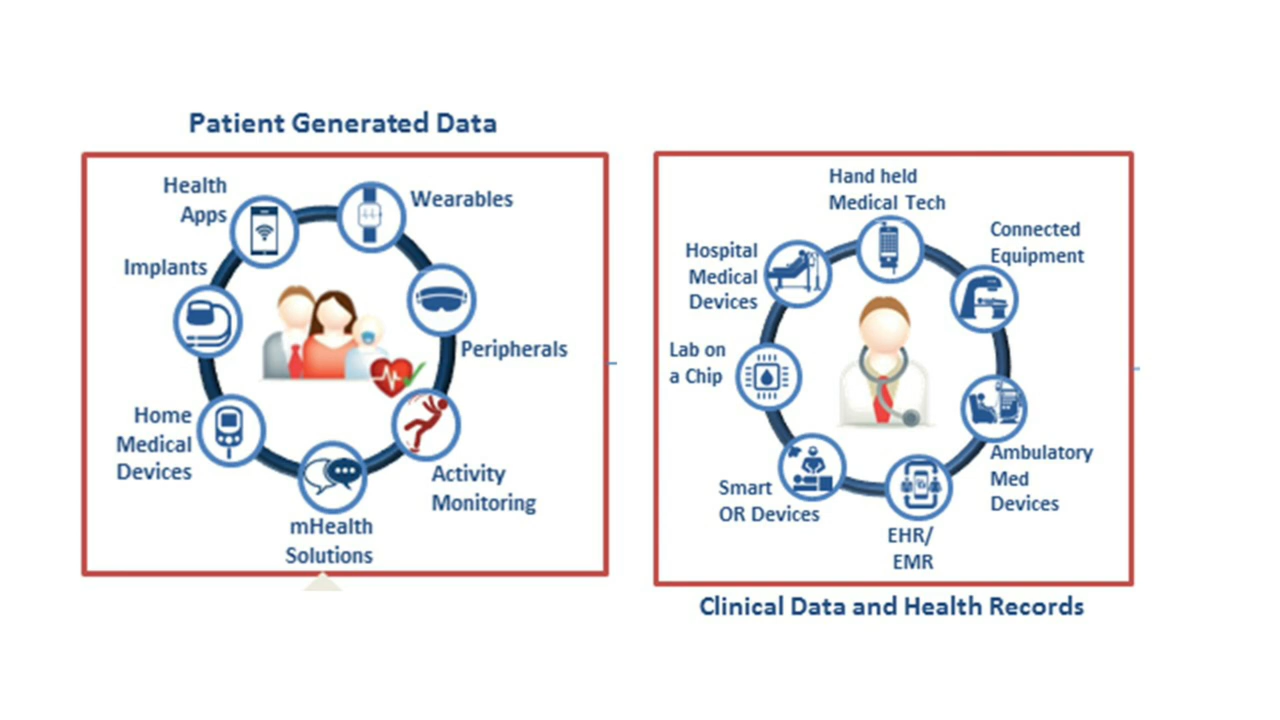 Patient Generated Data
Health
Apps
Wearables
Implants
Peripherals
Home
Medical
Devices
Activity
Monitoring
mHealth
Solutions
Hand held
Medical Tech
Connected
Equipment
Hospital
Medical
Devices
Lab on
a Chip
Ambulatory
Med
Devices
Smart
OR Devices
EHR/
EMR
Clinical Data and Health Records